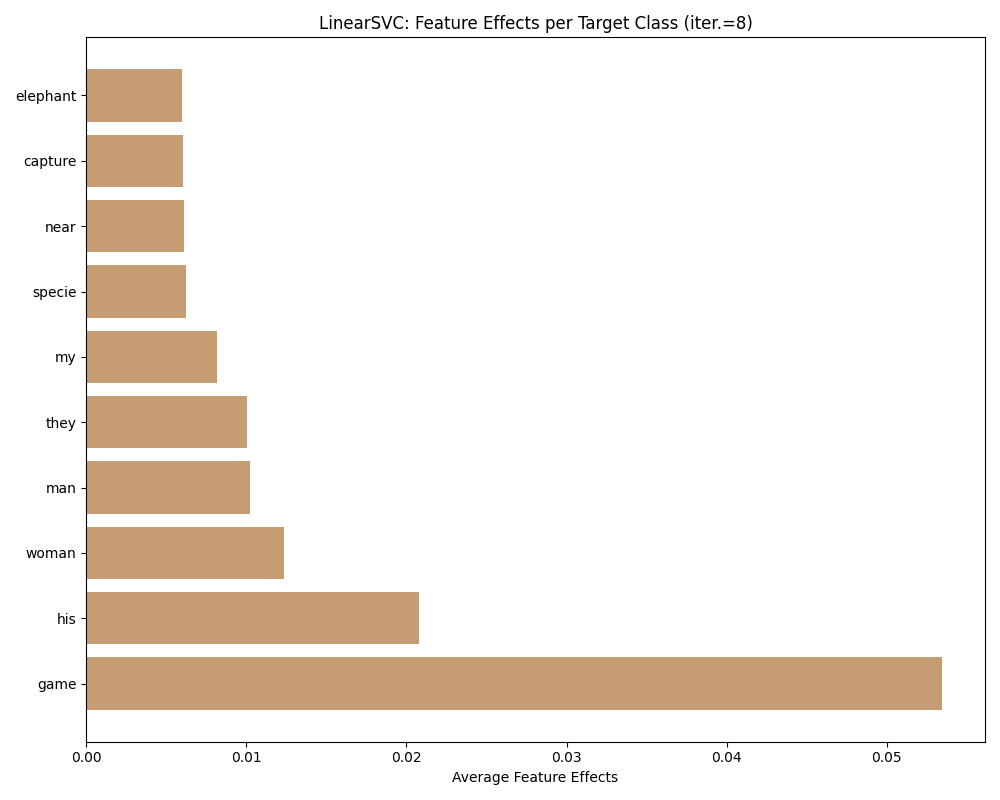 LinearSVC: Feature Effects per Target Class (iter.=8)
elephant
capture
near
specie
my
they
man
woman
his
game
0.00 0.01 0.02 0.03 0.04 0.05
Average Feature Effects